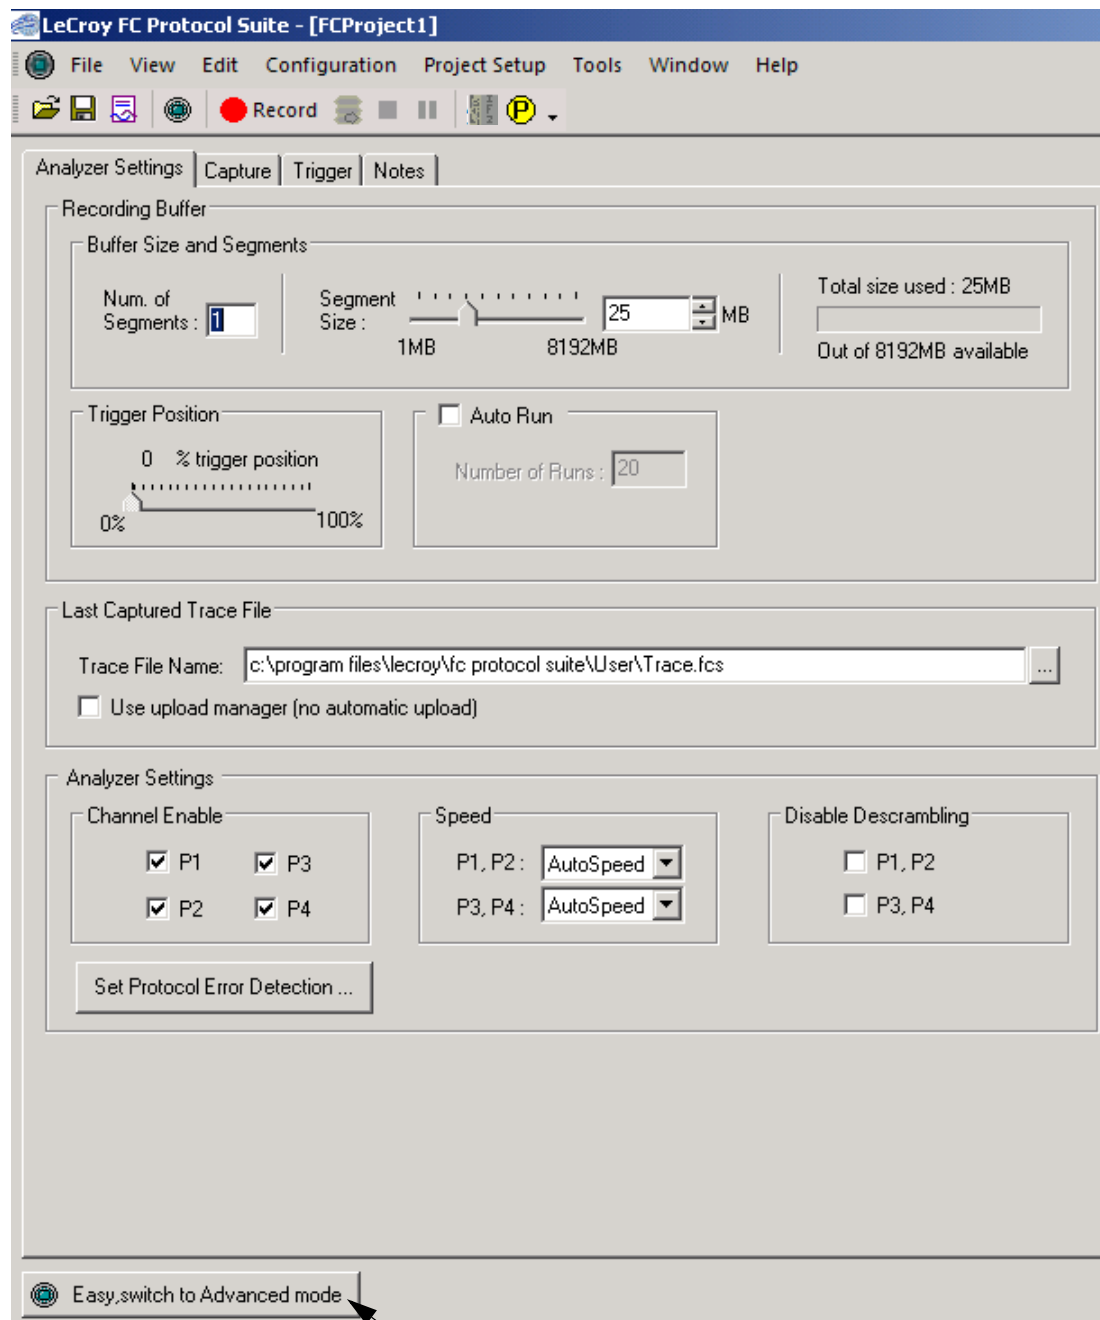 LeCroy FC Protocol Suite - [FCProject1]
File View Edit Configuration Project Setup Tools Window Help
Record P
Analyzer Settings Capture Trigger Notes
Recording Buffer
Buffer Size and Segments
Num. of Segments : 1
Segment Size : 25 MB
1MB 8192MB
Total size used : 25MB
Out of 8192MB available
Trigger Position
0 % trigger position
0% 100%
Auto Run
Number of Runs : 20
Last Captured Trace File
Trace File Name: c:\program files\lecroy\fc protocol suite\User\Trace.fcs ...
Use upload manager (no automatic upload)
Analyzer Settings
Channel Enable
P1 P3
P2 P4
Speed
P1, P2 : AutoSpeed
P3, P4 : AutoSpeed
Disable Descrambling
P1, P2
P3, P4
Set Protocol Error Detection ...
Easy,switch to Advanced mode